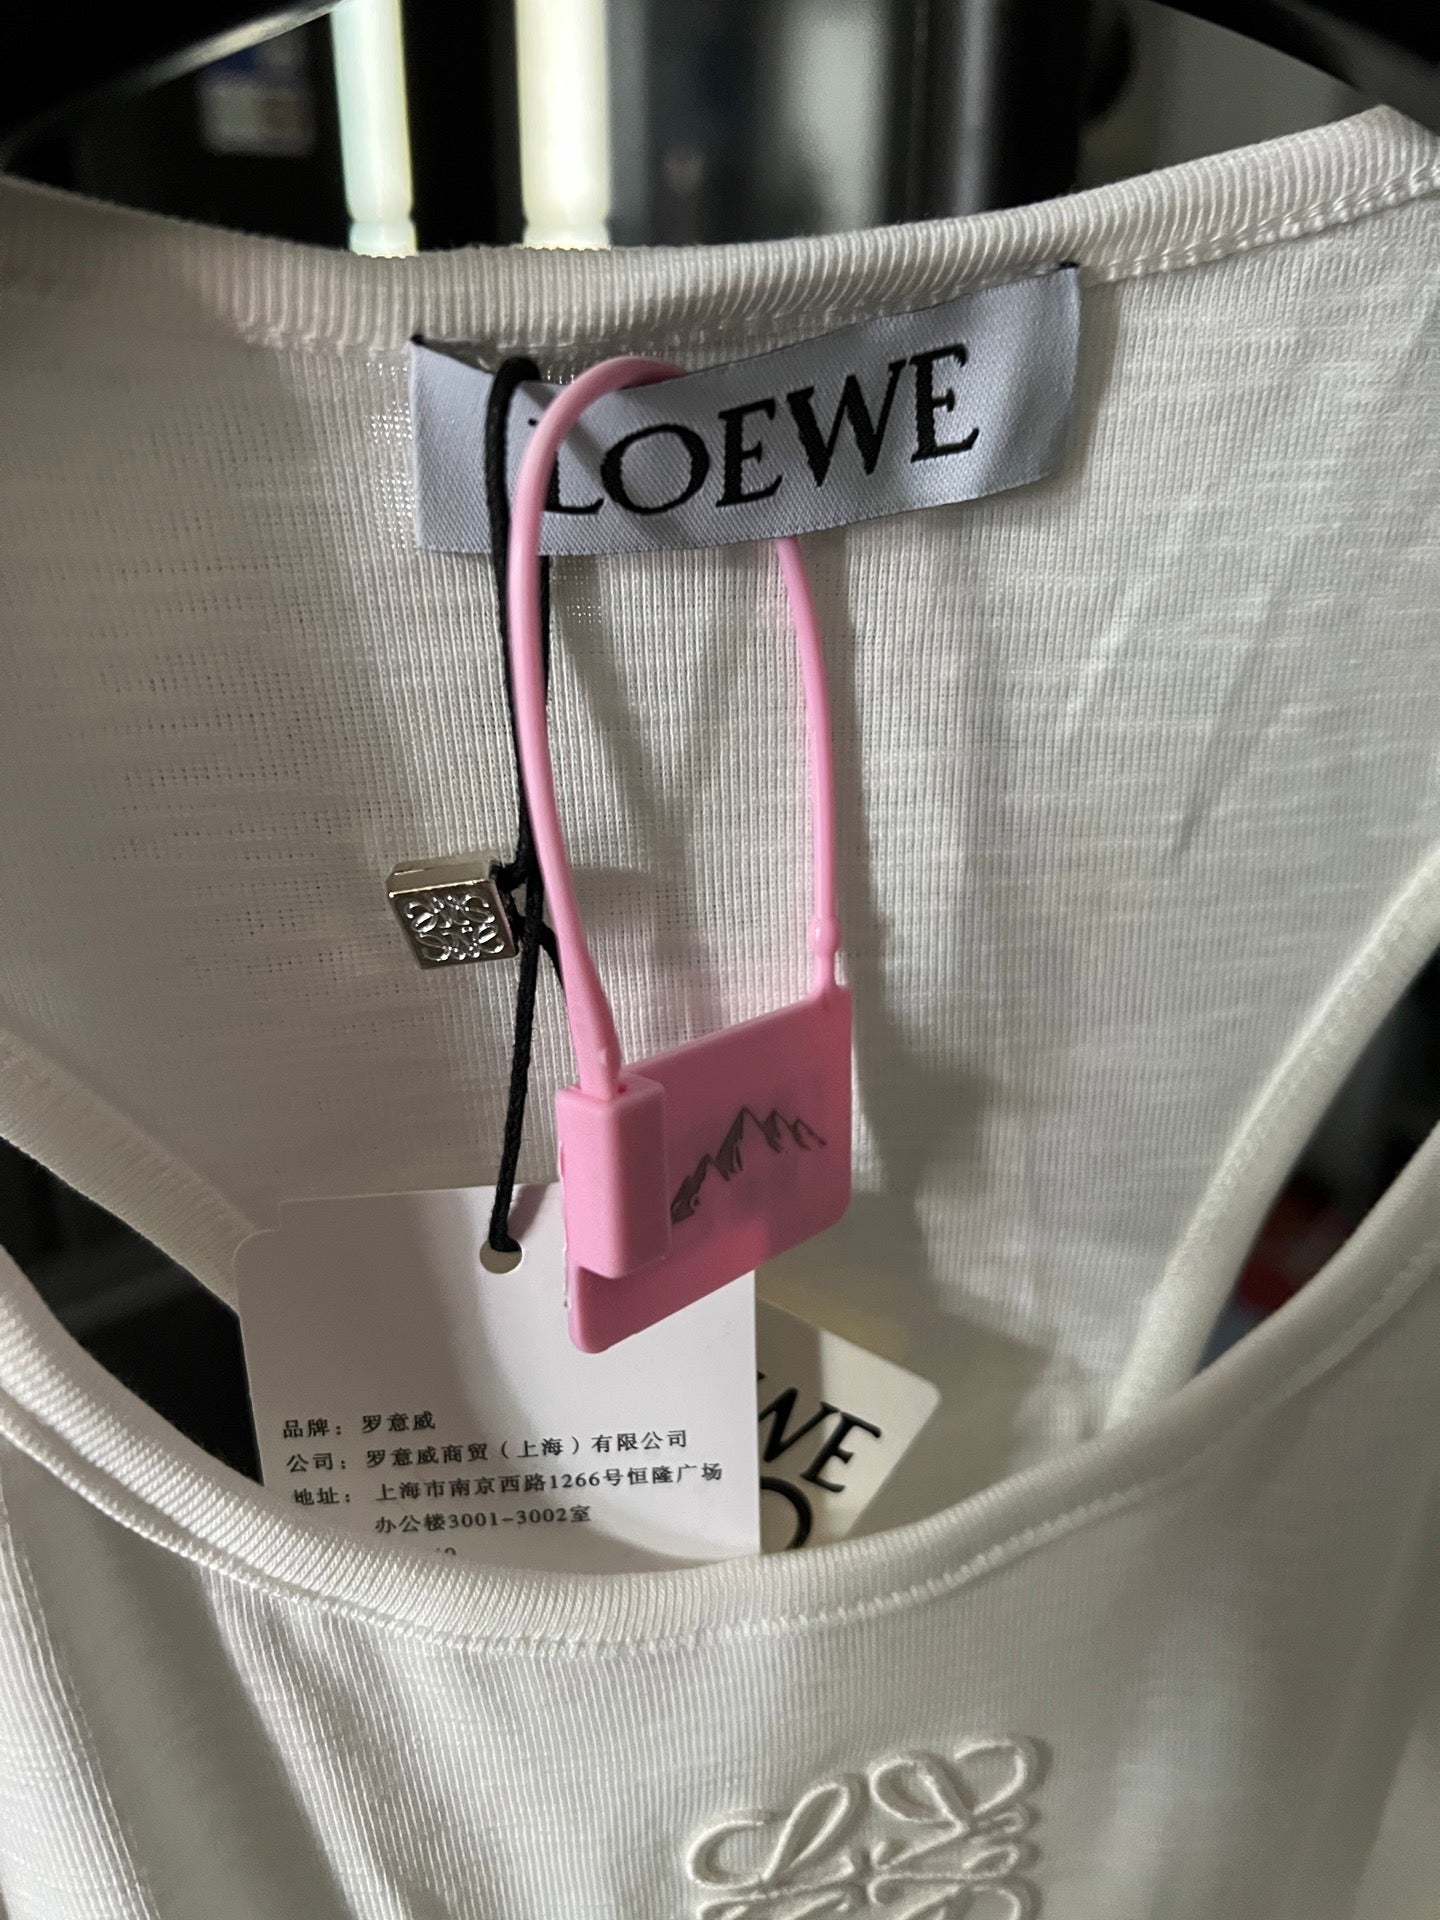 LOEWE
品牌： 罗意威
公司： 罗意威商贸（上海）有限公司
地址： 上海市南京西路1266号恒隆广场
办公楼3001-3002室
WE